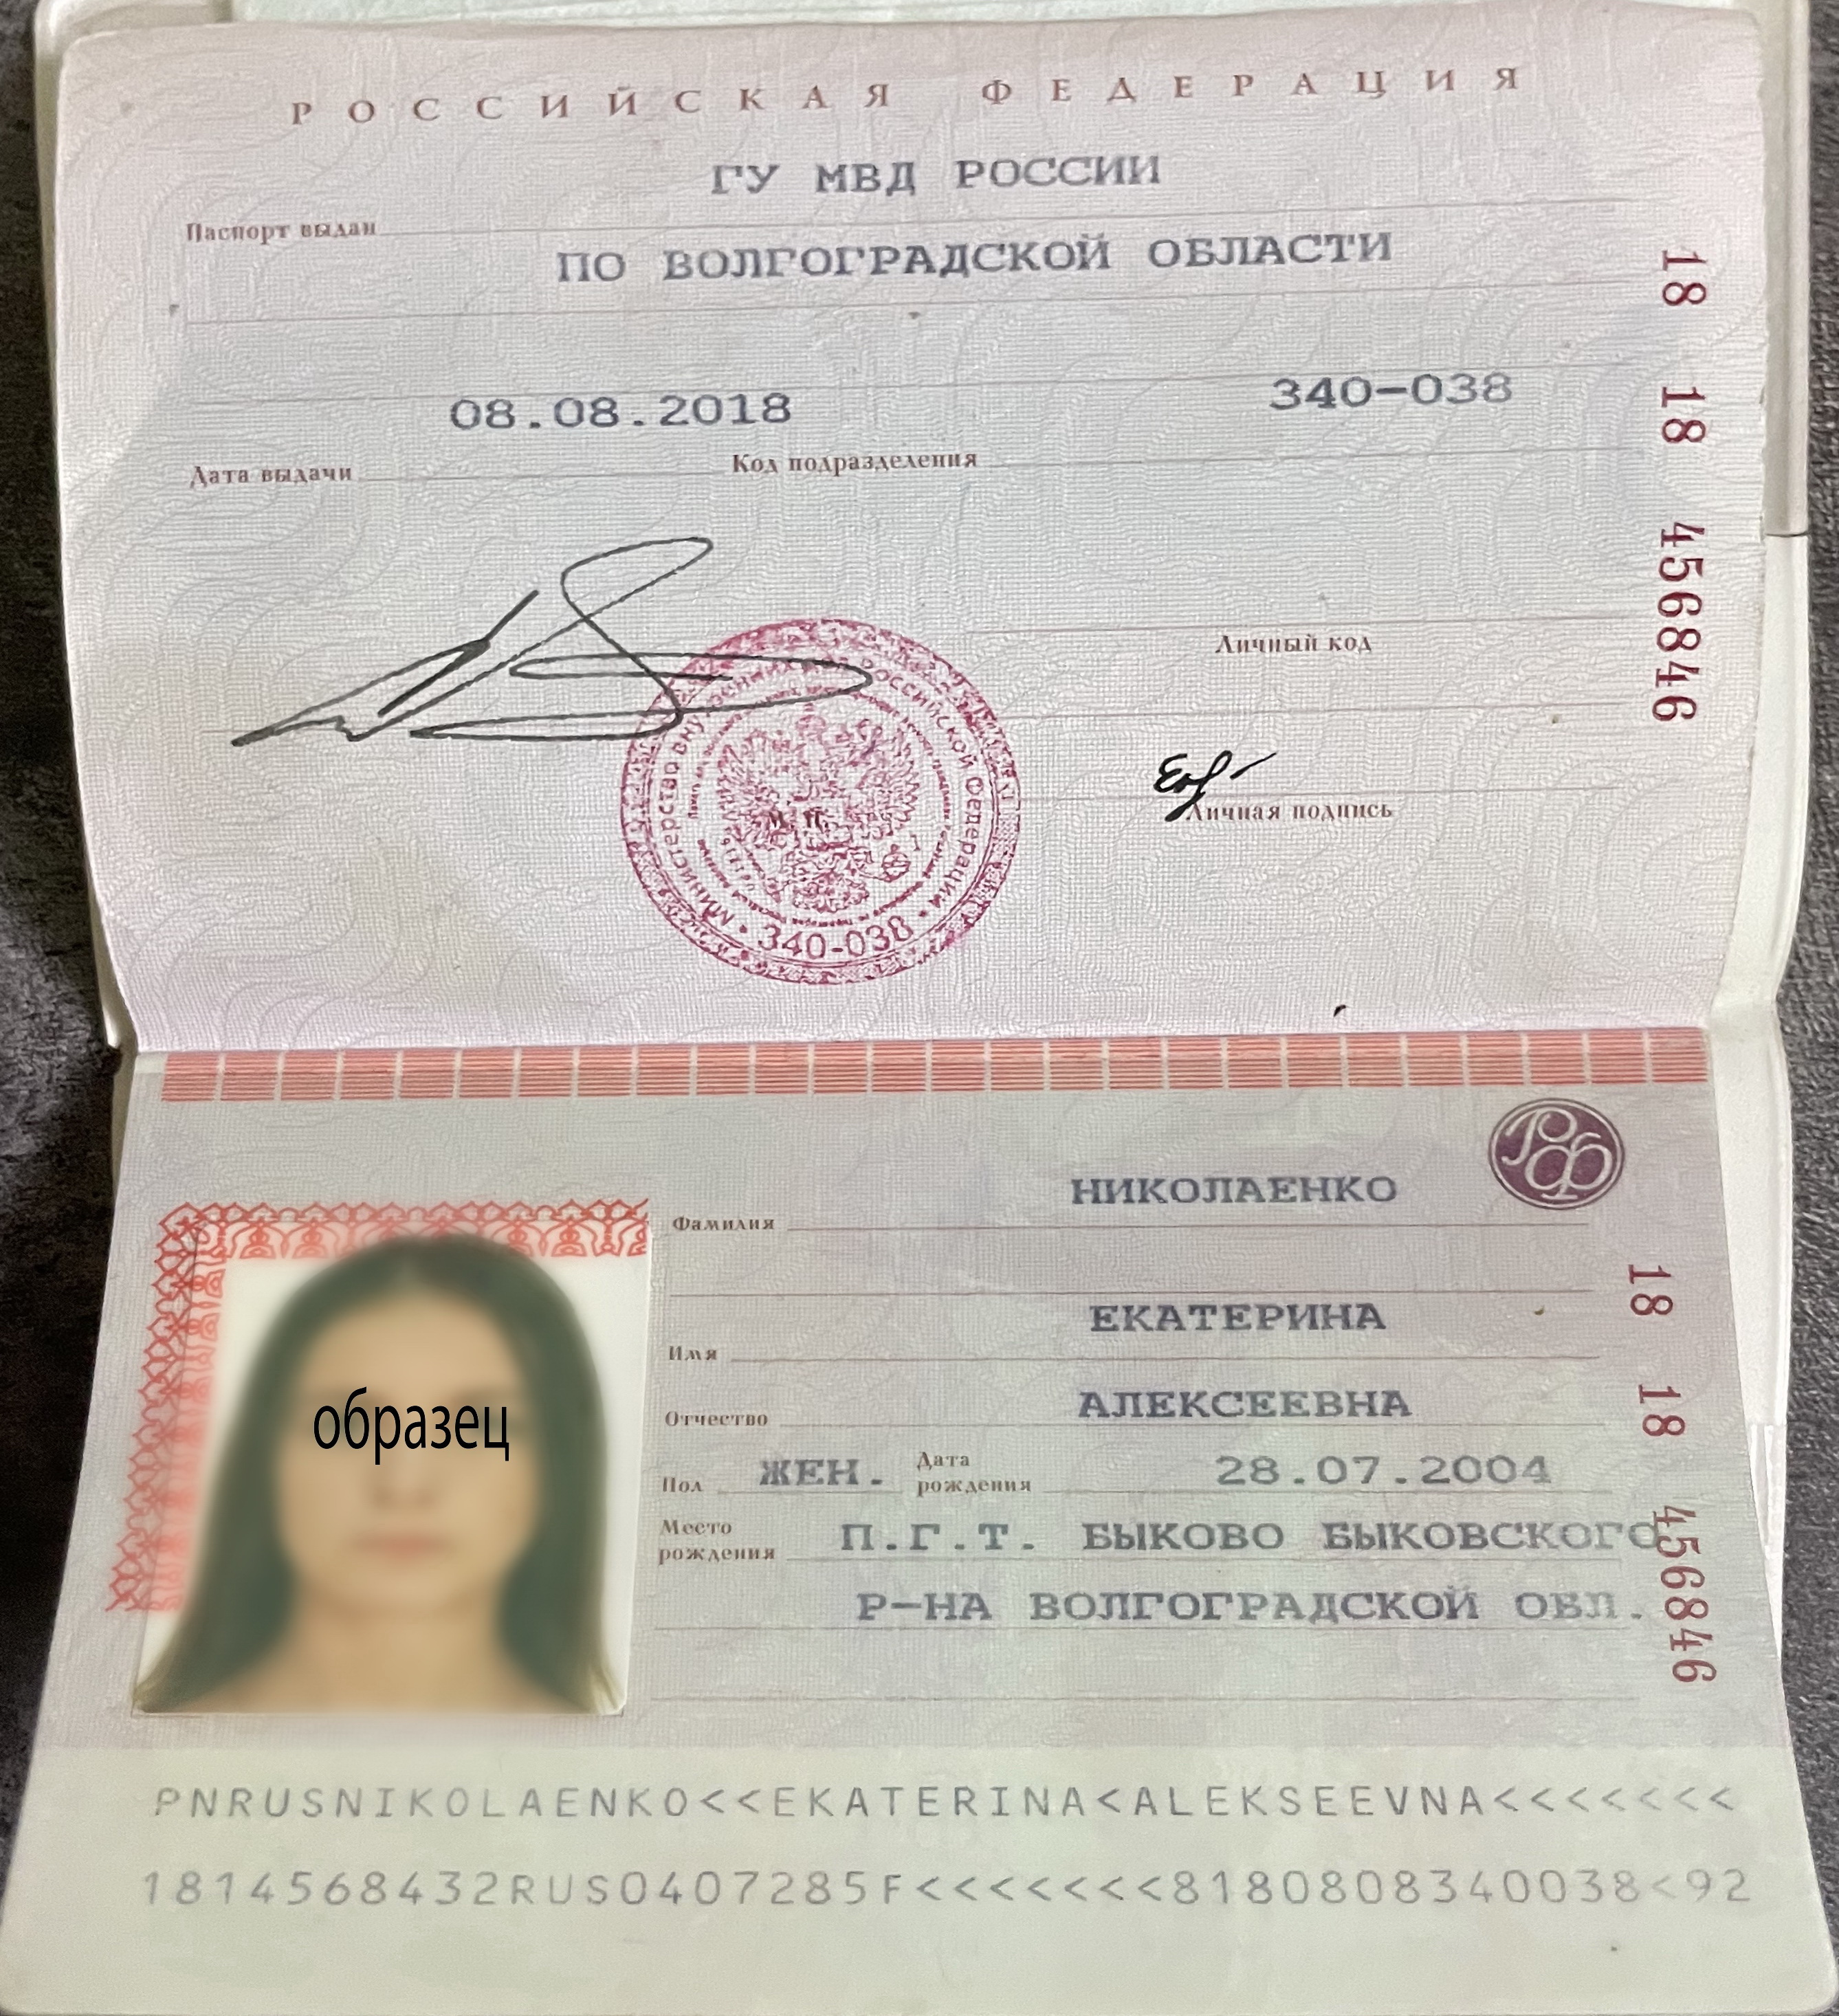 РОССИЙСКАЯ ФЕДЕРАЦИЯ
ГУ МВД РОССИИ
Паспорт выдан
ПО ВОЛГОГРАДСКОЙ ОБЛАСТИ
08.08.2018
340-038
Дата выдачи
Код подразделения
18 18 456846
Личный код
Личная подпись
М.П.
МИНИСТЕРСТВО ВНУТРЕННИХ ДЕЛ РОССИЙСКОЙ ФЕДЕРАЦИИ
340-038
РФ
НИКОЛАЕНКО
Фамилия
ЕКАТЕРИНА
Имя
АЛЕКСЕЕВНА
Отчество
Пол ЖЕН. Дата рождения 28.07.2004
Место рождения П.Г.Т. БЫКОВО БЫКОВСКОГО
Р-НА ВОЛГОГРАДСКОЙ ОБЛ.
18 18 456846
образец
PNRUSNIKOLAENKO<<EKATERINA<ALEKSEEVNA<<<<<<<
1814568432RUS0407285F<<<<<<<8180808340038<92